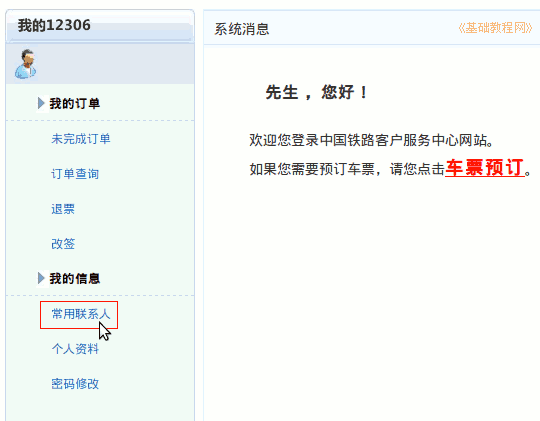 我的12306
我的订单
未完成订单
订单查询
退票
改签
我的信息
常用联系人
个人资料
密码修改
系统消息
《基础教程网》
先生，您好！
欢迎您登录中国铁路客户服务中心网站。
如果您需要预订车票，请您点击车票预订。